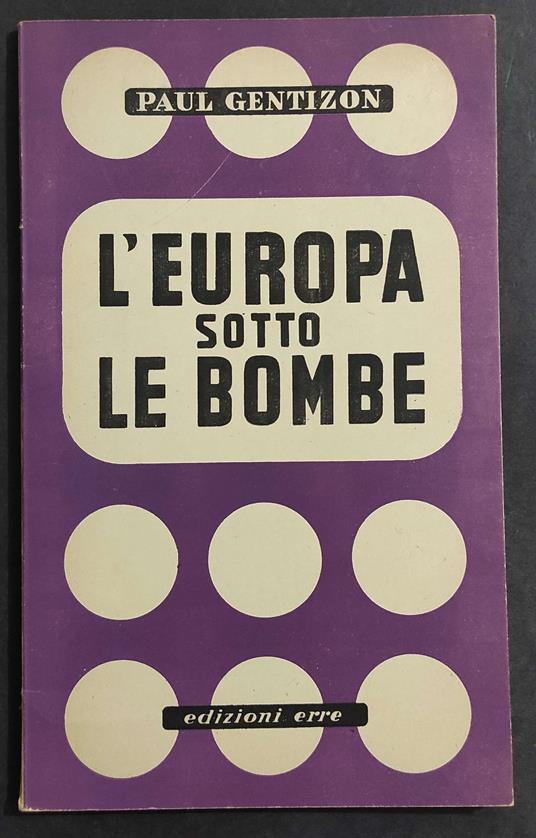 PAUL GENTIZON
L'EUROPA
SOTTO
LE BOMBE
edizioni erre